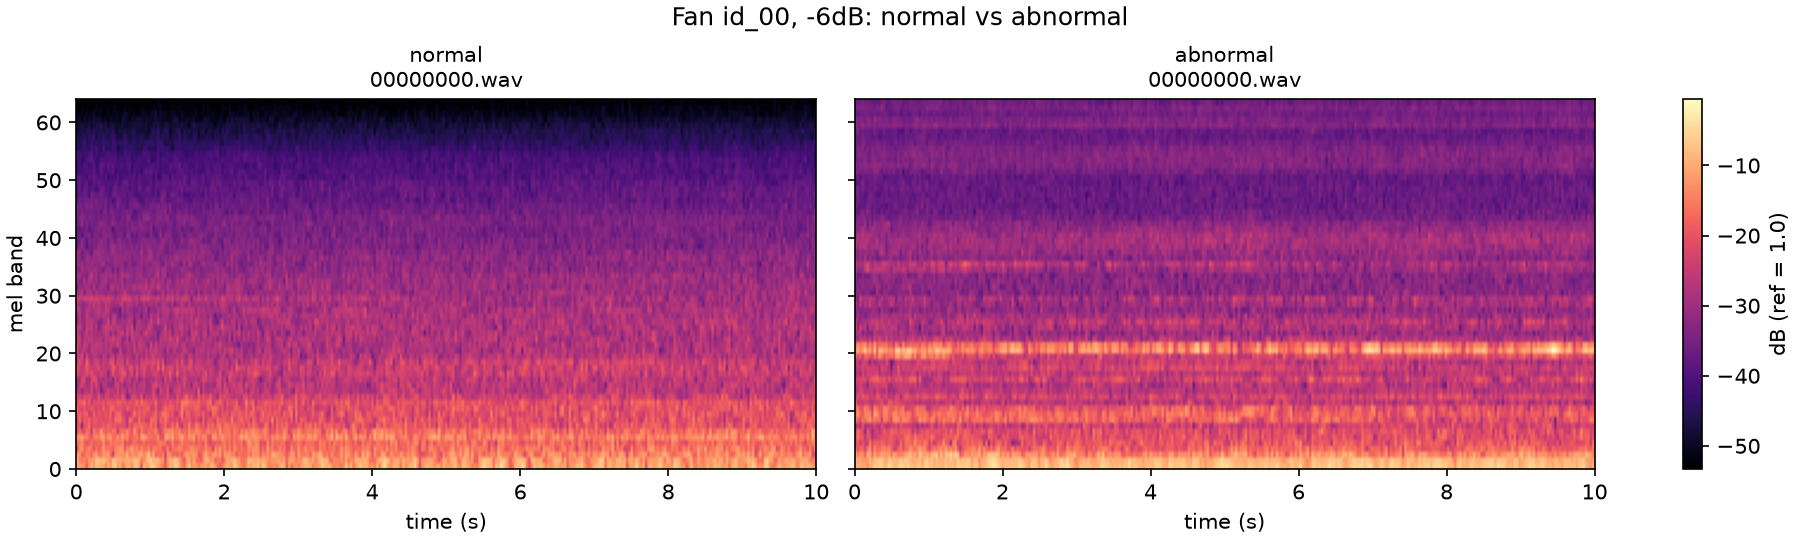 Fan id_00, -6dB: normal vs abnormal
normal
00000000.wav
abnormal
00000000.wav
mel band
60
50
40
30
20
10
0
0 2 4 6 8 10
time (s)
0 2 4 6 8 10
time (s)
−10
−20
−30
−40
−50
dB (ref = 1.0)